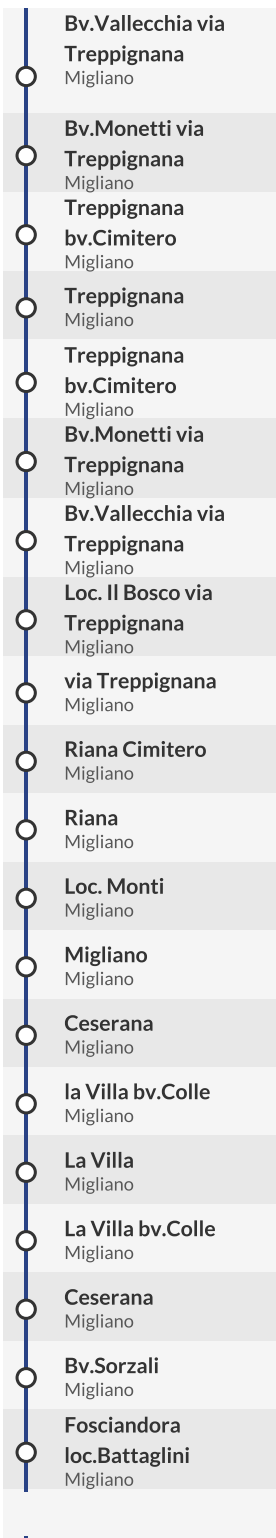 Bv.Vallecchia via
Treppignana
Migliano
Bv.Monetti via
Treppignana
Migliano
Treppignana
bv.Cimitero
Migliano
Treppignana
Migliano
Treppignana
bv.Cimitero
Migliano
Bv.Monetti via
Treppignana
Migliano
Bv.Vallecchia via
Treppignana
Migliano
Loc. Il Bosco via
Treppignana
Migliano
via Treppignana
Migliano
Riana Cimitero
Migliano
Riana
Migliano
Loc. Monti
Migliano
Migliano
Migliano
Ceserana
Migliano
la Villa bv.Colle
Migliano
La Villa
Migliano
La Villa bv.Colle
Migliano
Ceserana
Migliano
Bv.Sorzali
Migliano
Fosciandora
loc.Battaglini
Migliano